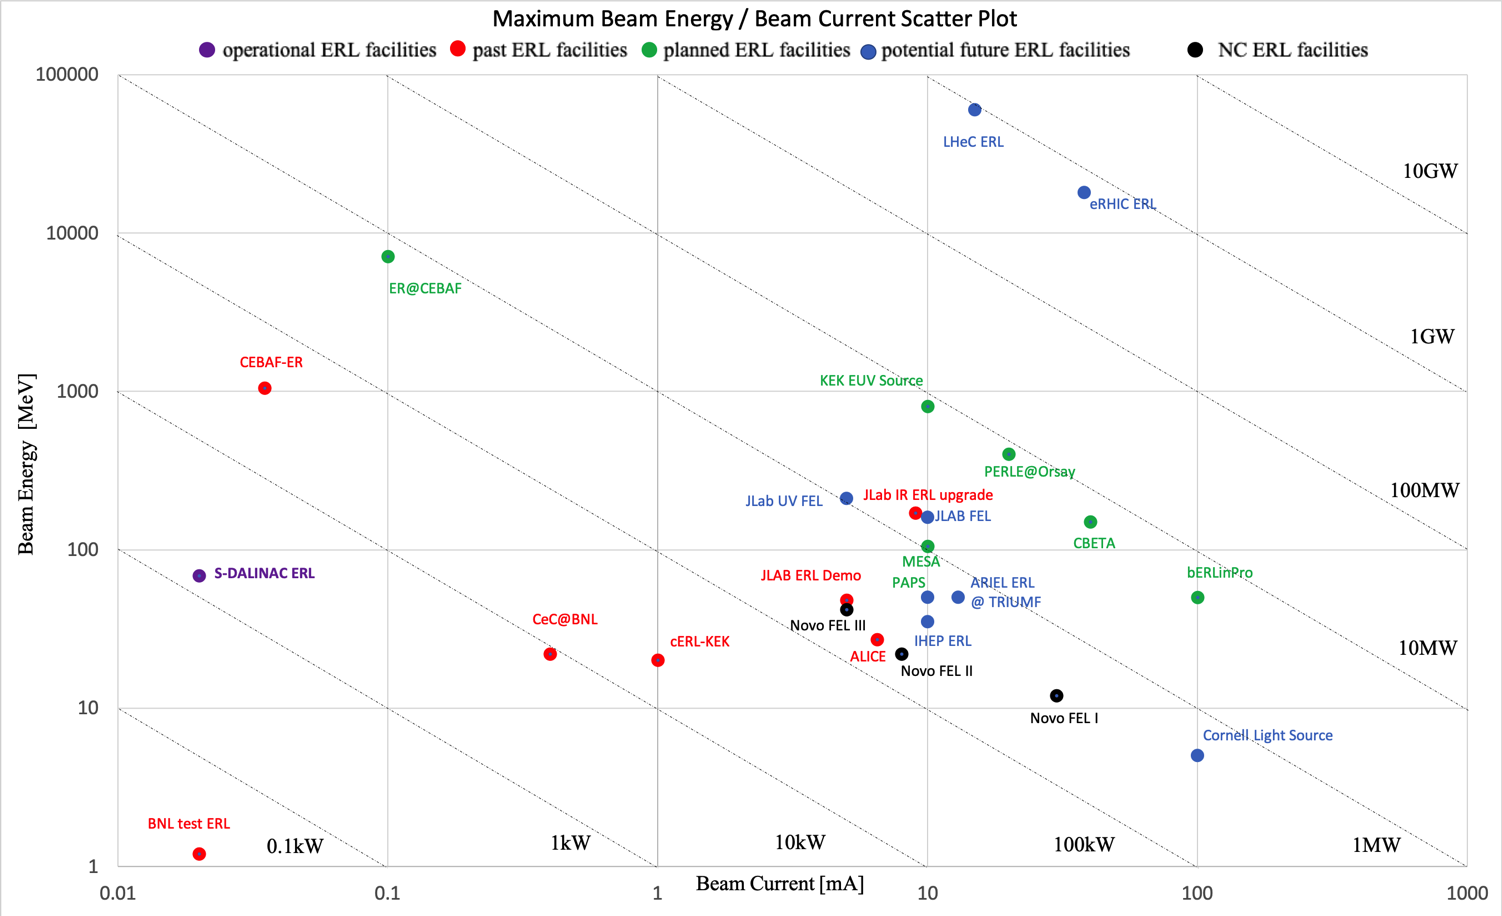 Maximum Beam Energy / Beam Current Scatter Plot
operational ERL facilities past ERL facilities planned ERL facilities potential future ERL facilities NC ERL facilities
100000
LHeC ERL
10GW
eRHIC ERL
10000
ER@CEBAF
1GW
CEBAF-ER
KEK EUV Source
1000
Beam Energy [MeV]
PERLE@Orsay
100MW
JLab UV FEL
JLab IR ERL upgrade
JLAB FEL
CBETA
100
MESA
S-DALINAC ERL
JLAB ERL Demo
PAPS
ARIEL ERL
@ TRIUMF
bERLinPro
CeC@BNL
Novo FEL III
cERL-KEK
IHEP ERL
10MW
ALICE
Novo FEL II
10
Novo FEL I
Cornell Light Source
BNL test ERL
0.1kW
1kW
10kW
100kW
1MW
1
0.01 0.1 1 10 100 1000
Beam Current [mA]